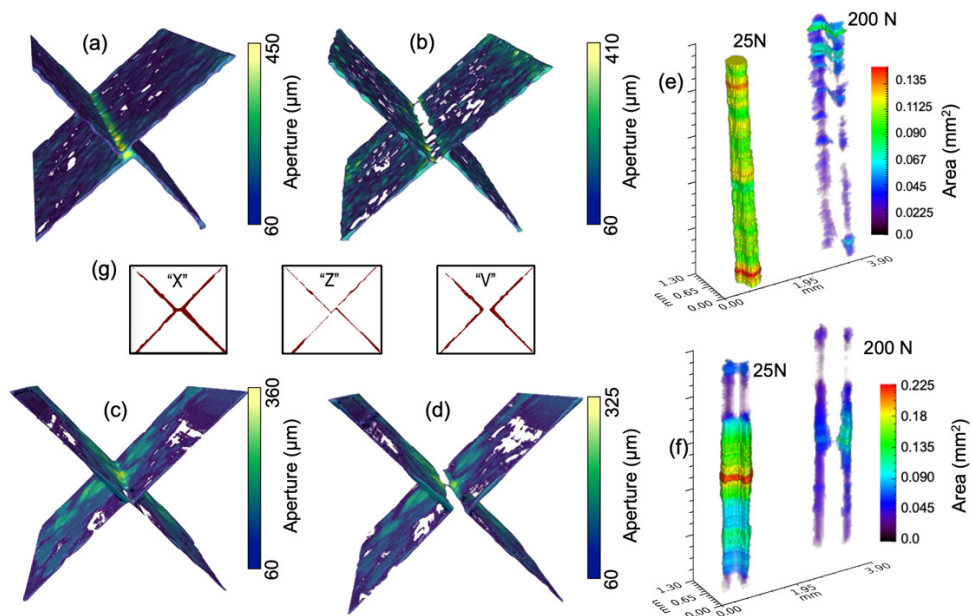 (a)
450
Aperture (µm)
60
(b)
410
Aperture (µm)
60
(e)
25N
200 N
0.135
0.125
0.090
0.067
0.045
0.0225
0.0
Area (mm²)
1.30
0.65
0.00
mm
0.00
1.95
mm
3.90
(g)
"X"
"Z"
"V"
(c)
360
Aperture (µm)
60
(d)
325
Aperture (µm)
60
(f)
25N
200 N
0.225
0.18
0.135
0.090
0.045
0.00
Area (mm²)
1.30
0.65
0.00
mm
0.00
1.95
mm
3.90